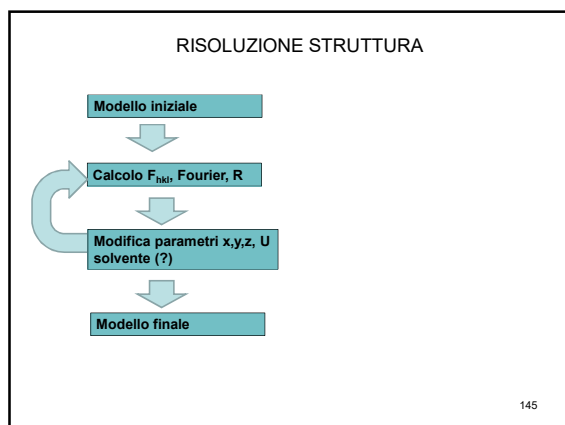 RISOLUZIONE STRUTTURA
Modello iniziale
Calcolo Fhkl, Fourier, R
Modifica parametri x,y,z, U
solvente (?)
Modello finale
145